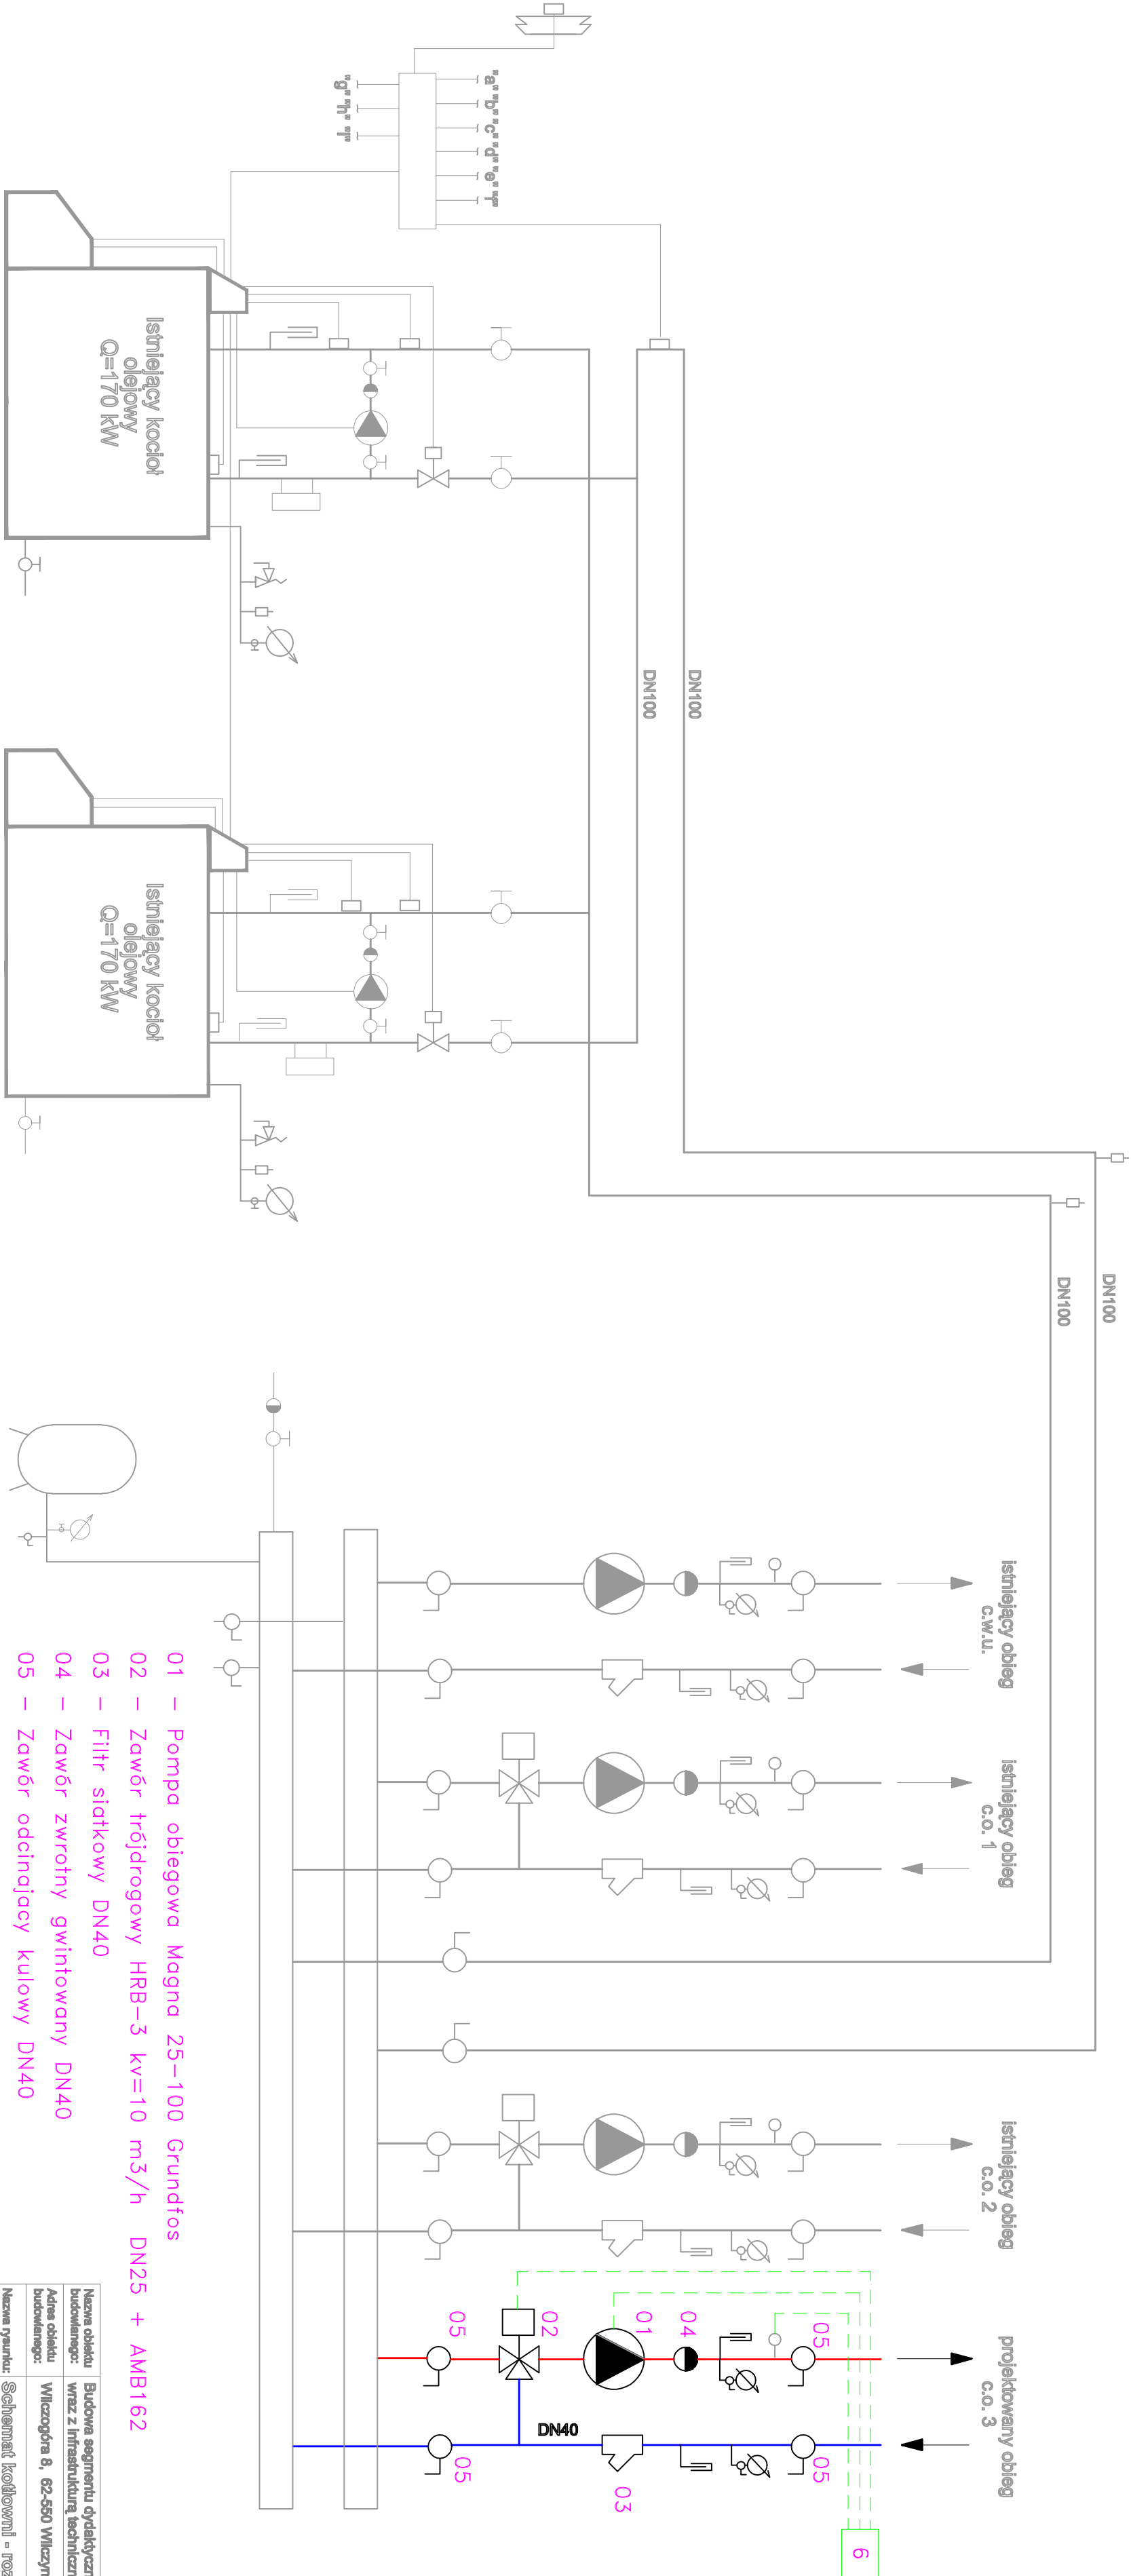 "a" "b" "c" "d" "e" "f"
"g" "h" "i"
Istniejący kocioł
olejowy
Q=170 kW
Istniejący kocioł
olejowy
Q=170 kW
DN100
DN100
DN100
DN100
istniejący obieg
c.w.u.
istniejący obieg
c.o. 1
istniejący obieg
c.o. 2
projektowany obieg
c.o. 3
05
04
01
02
05
05
03
05
DN40
6
01 - Pompa obiegowa Magna 25-100 Grundfos
02 - Zawór trójdrogowy HRB-3 kv=10 m3/h DN25 + AMB162
03 - Filtr siatkowy DN40
04 - Zawór zwrotny gwintowany DN40
05 - Zawór odcinajacy kulowy DN40
Nazwa obiektu
budowlanego:
Budowa segmentu
wraz z infrastrukturą
Adres obiektu
budowlanego:
Wilczogóra 8, 62-550
Nazwa rysunku:
Schemat kotłowni -